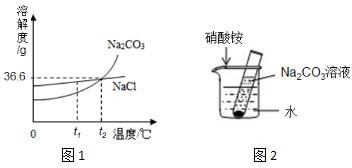 溶解度/g
Na₂CO₃
36.6
NaCl
0
t₁
t₂
温度/℃
图1
硝酸铵
Na₂CO₃溶液
水
图2